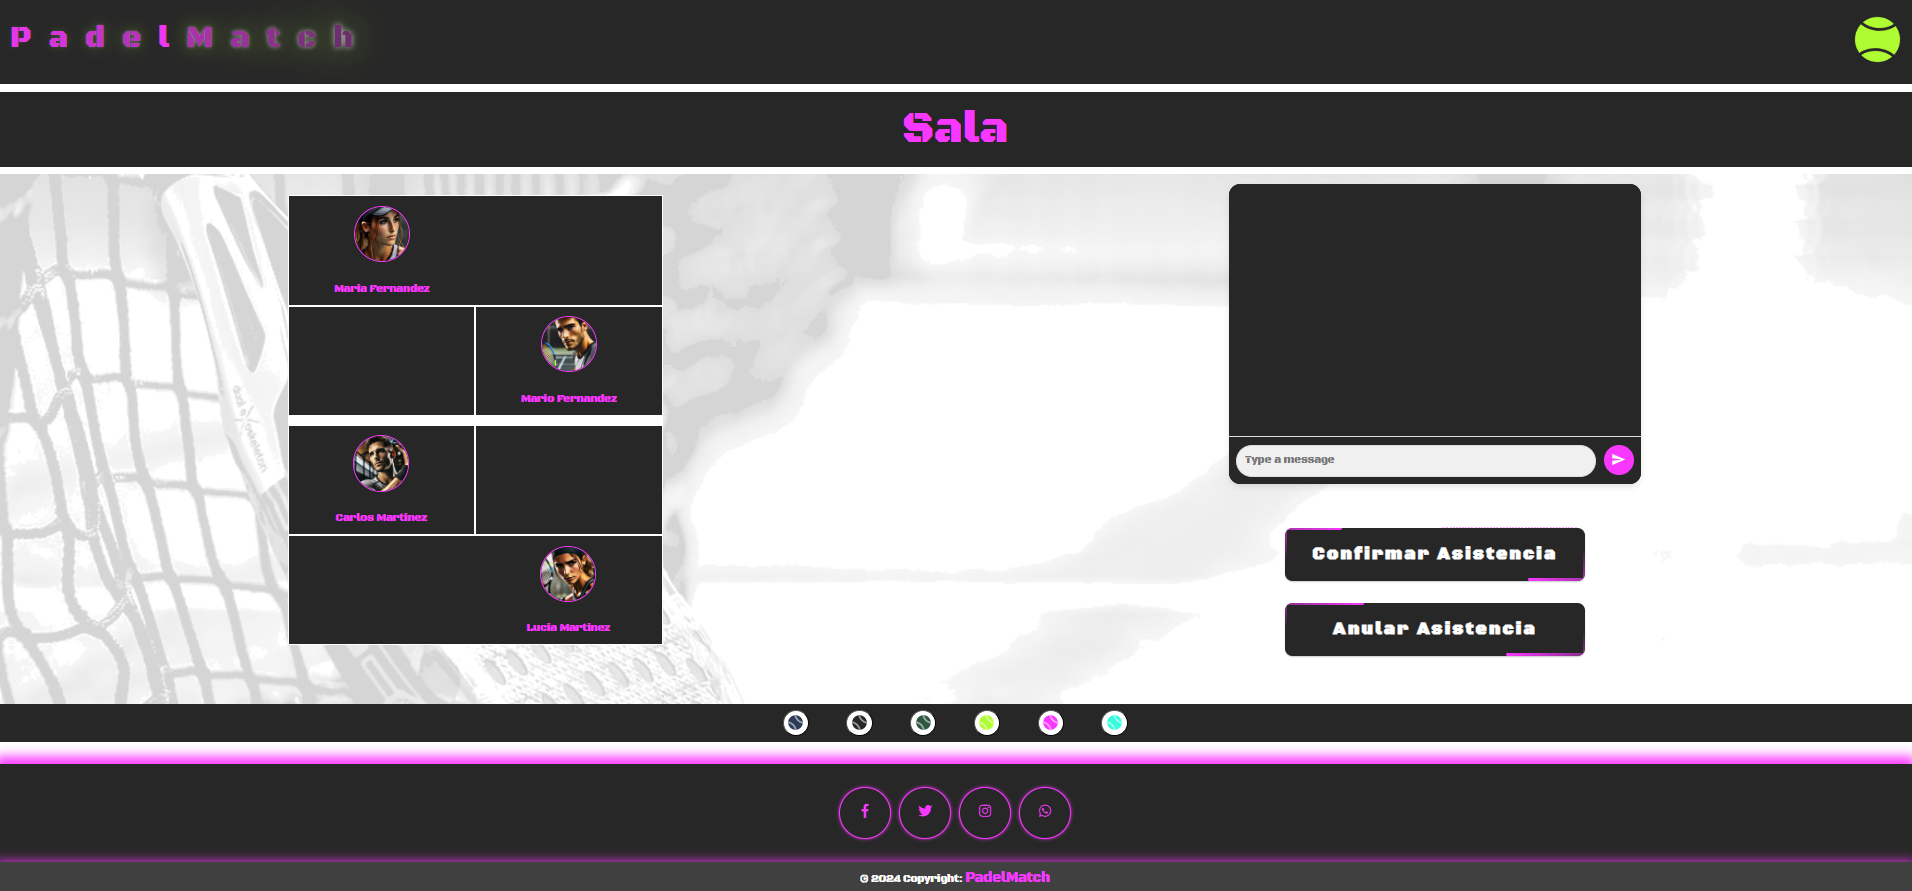 PadelMatch
Sala
Maria Fernandez
Mario Fernandez
Carlos Martinez
Lucia Martinez
Type a message
Confirmar Asistencia
Anular Asistencia
© 2024 Copyright: PadelMatch